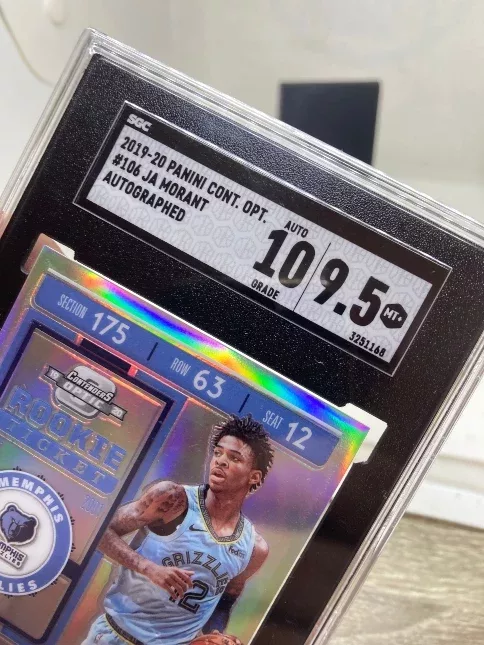 SGC
2019-20 PANINI CONT. OPT.
#106 JA MORANT
AUTOGRAPHED
AUTO
10
GRADE
9.5
MT+
3251168
SECTION 175 | ROW 63 | SEAT 12
CONTENDERS
OPTIC
ROOKIE
TICKET
MEMPHIS
GRIZZLIES
12
FedEx